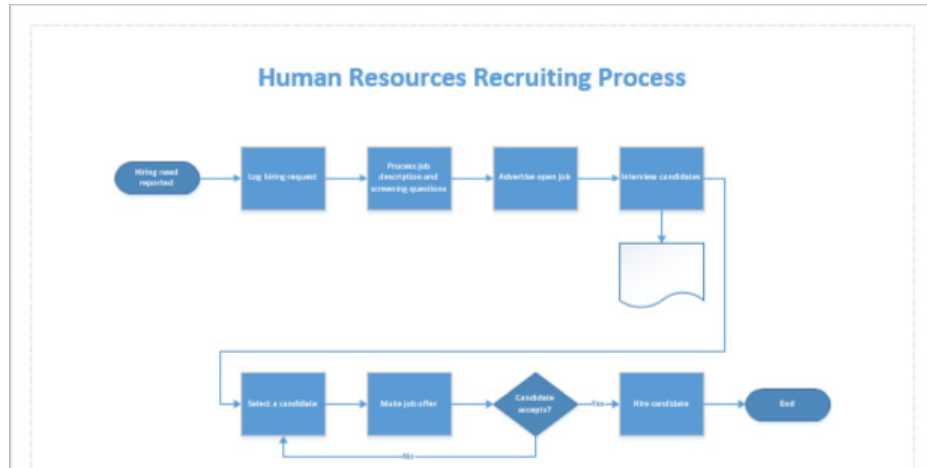 Human Resources Recruiting Process
Hiring need
reported
Log hiring request
Process job
description and
screening questions
Advertise open job
Interview candidates
Select a candidate
Make job offer
Candidate
accepts?
Yes
Hire candidate
End
No